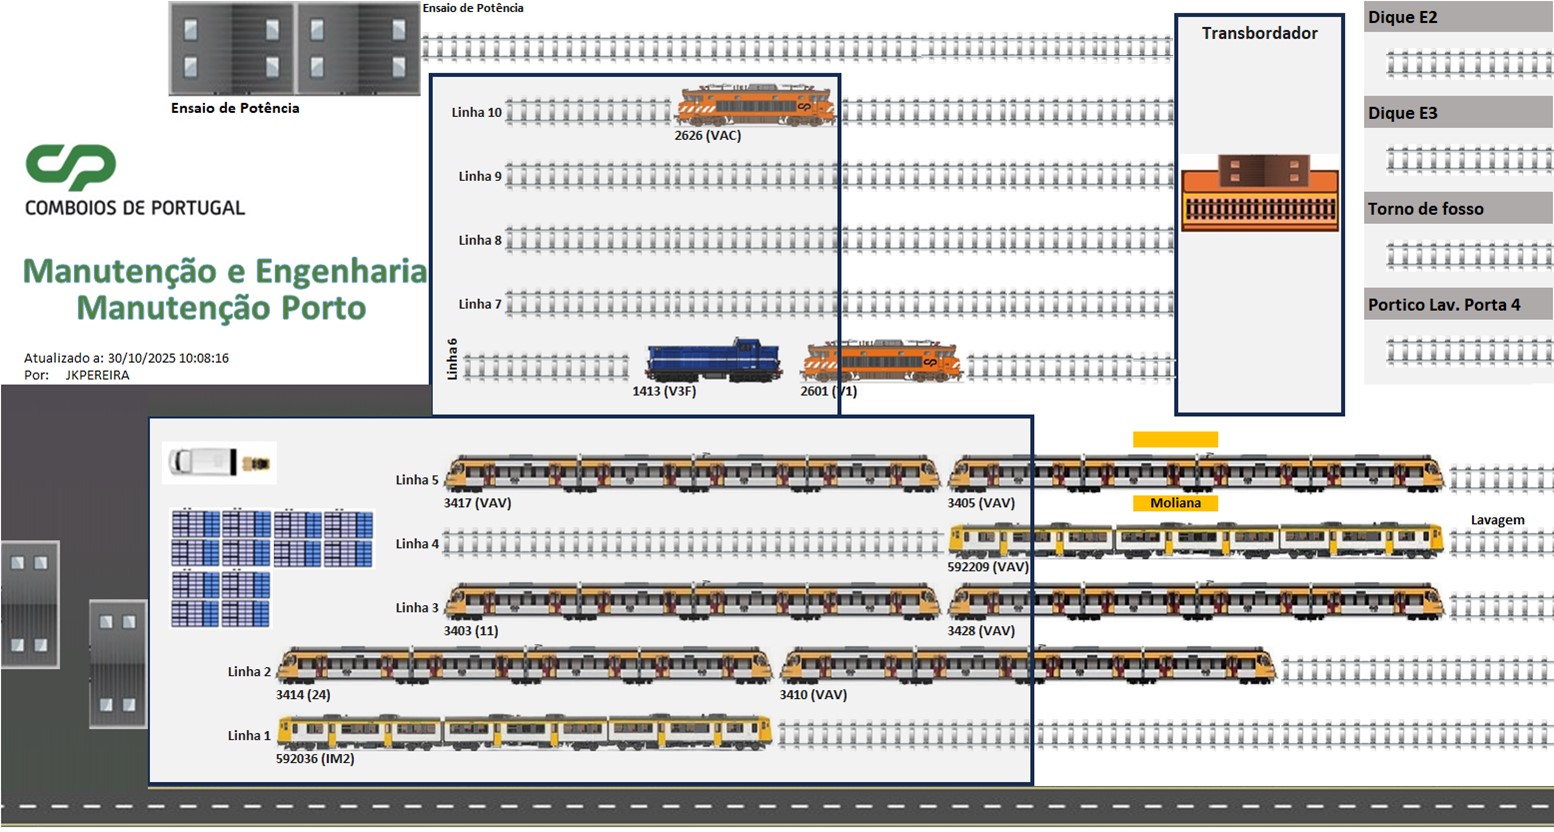 Ensaio de Potência
Ensaio de Potência
Transbordador
Dique E2
Dique E3
Torno de fosso
Portico Lav. Porta 4
CP
COMBOIOS DE PORTUGAL
Manutenção e Engenharia
Manutenção Porto
Atualizado a: 30/10/2025 10:08:16
Por: JKPEREIRA
Linha 10
2626 (VAC)
Linha 9
Linha 8
Linha 7
Linha 6
1413 (V3F)
2601 (V1)
Linha 5
3417 (VAV)
3405 (VAV)
Moliana
Lavagem
Linha 4
592209 (VAV)
Linha 3
3403 (11)
3428 (VAV)
Linha 2
3414 (24)
3410 (VAV)
Linha 1
592036 (IM2)